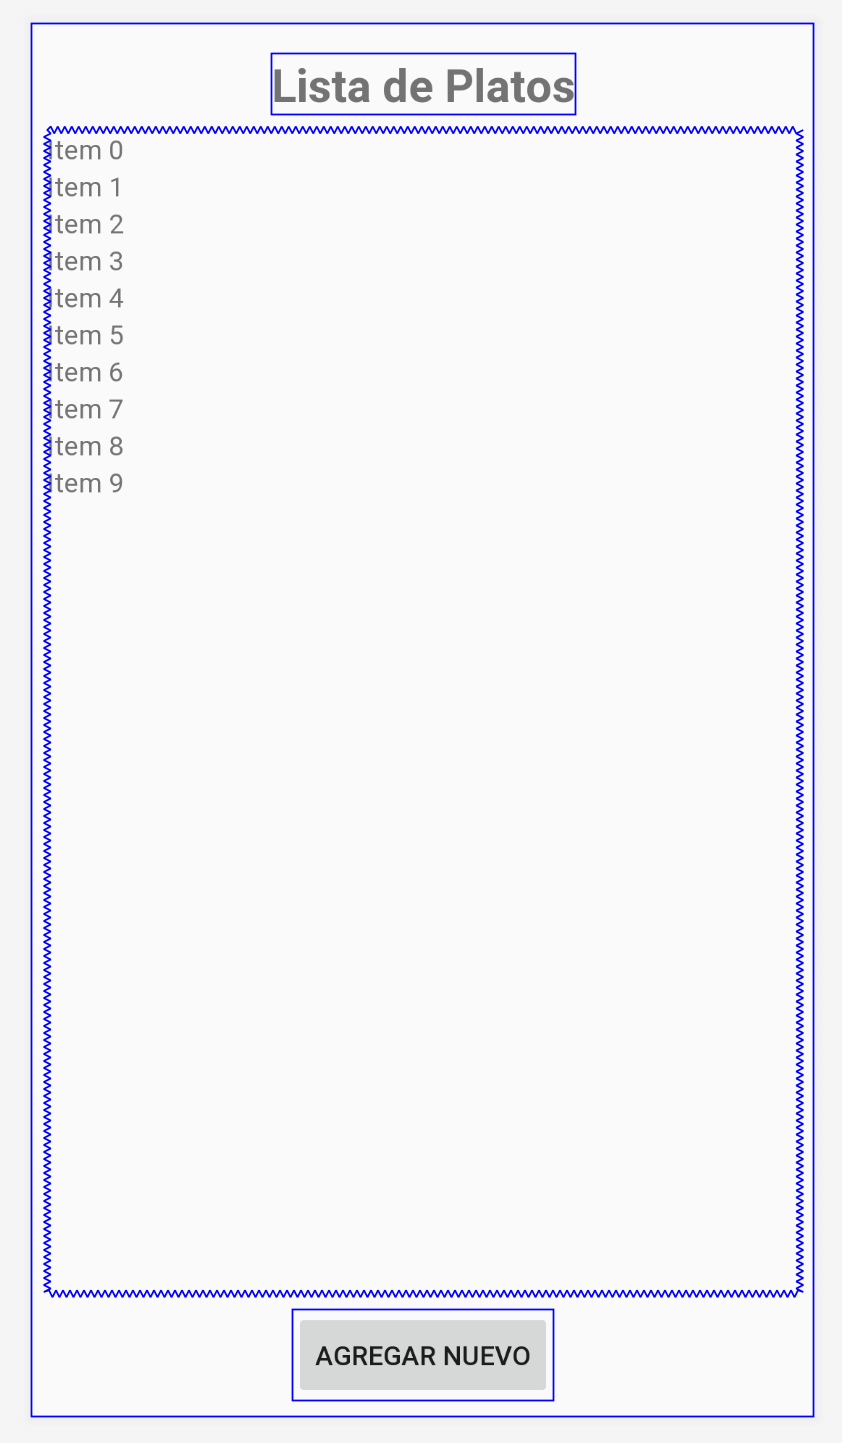 Lista de Platos
Item 0
Item 1
Item 2
Item 3
Item 4
Item 5
Item 6
Item 7
Item 8
Item 9
AGREGAR NUEVO